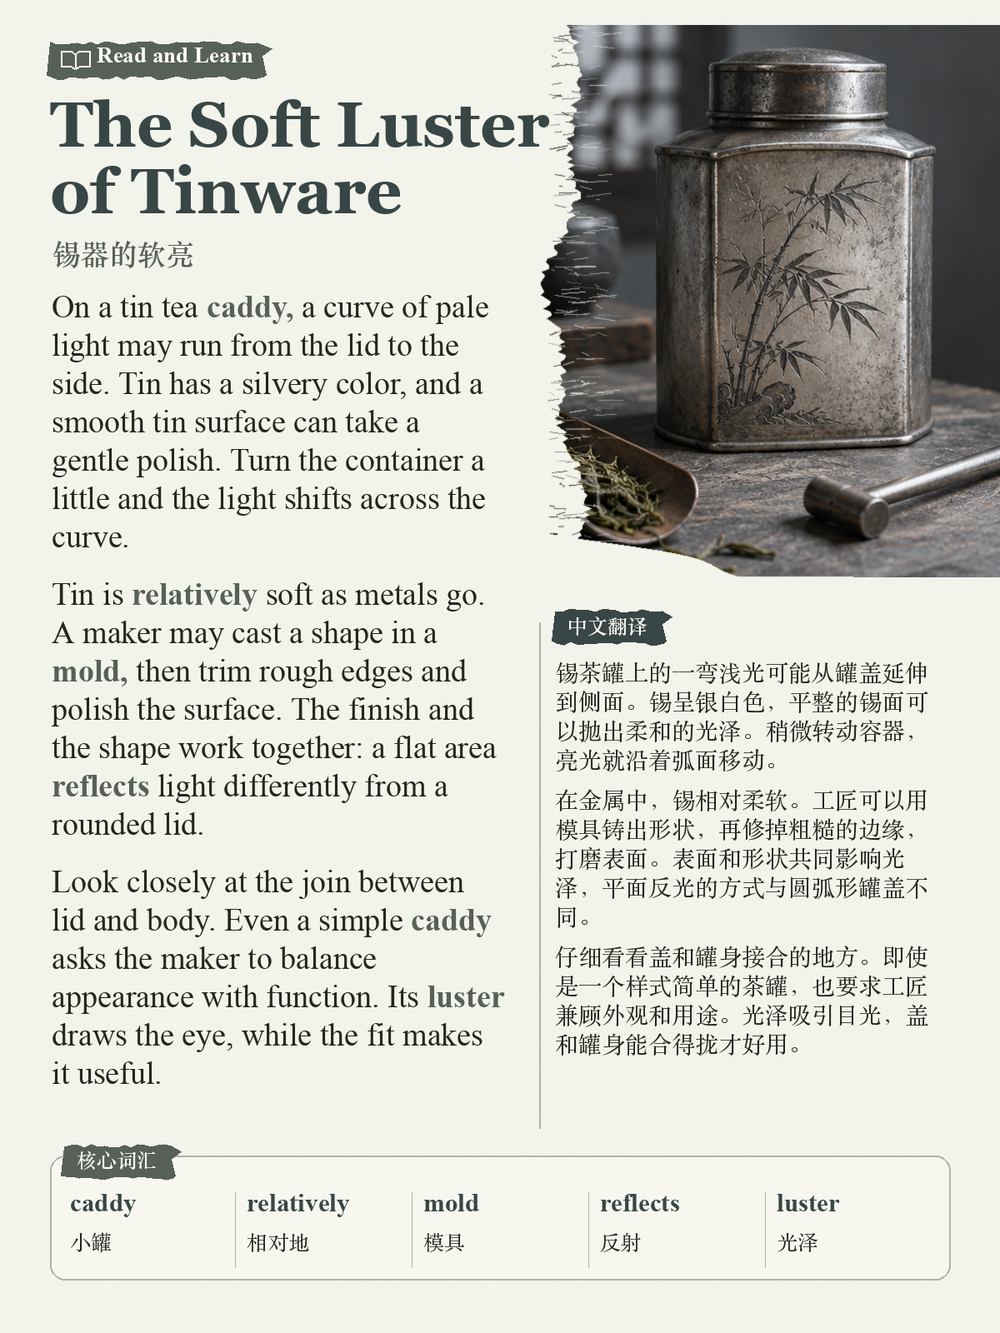 Read and Learn
The Soft Luster
of Tinware
锡器的软亮
On a tin tea caddy, a curve of pale
light may run from the lid to the
side. Tin has a silvery color, and a
smooth tin surface can take a
gentle polish. Turn the container a
little and the light shifts across the
curve.
Tin is relatively soft as metals go.
A maker may cast a shape in a
mold, then trim rough edges and
polish the surface. The finish and
the shape work together: a flat area
reflects light differently from a
rounded lid.
Look closely at the join between
lid and body. Even a simple caddy
asks the maker to balance
appearance with function. Its luster
draws the eye, while the fit makes
it useful.
中文翻译
锡茶罐上的一弯浅光可能从罐盖延伸
到侧面。锡呈银白色，平整的锡面可
以抛出柔和的光泽。稍微转动容器，
亮光就沿着弧面移动。
在金属中，锡相对柔软。工匠可以用
模具铸出形状，再修掉粗糙的边缘，
打磨表面。表面和形状共同影响光
泽，平面反光的方式与圆弧形罐盖不
同。
仔细看看盖和罐身接合的地方。即使
是一个样式简单的茶罐，也要求工匠
兼顾外观和用途。光泽吸引目光，盖
和罐身能合得拢才好用。
核心词汇
caddy
小罐
relatively
相对地
mold
模具
reflects
反射
luster
光泽